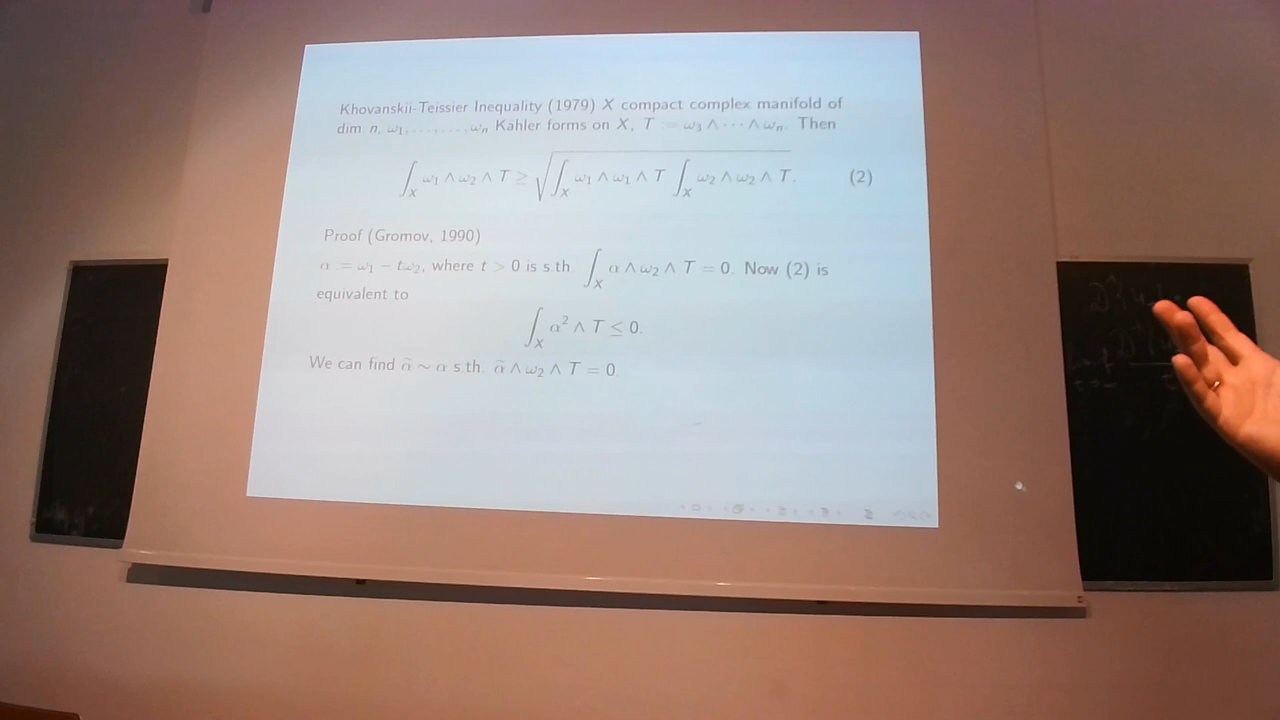 Khovanskii-Teissier Inequality (1979) X compact complex manifold of
dim. n, ω₁, . . . . . . . , ωₙ Kähler forms on X, T := ω₃ ∧ ⋯ ∧ ωₙ. Then
∫_X ω₁ ∧ ω₂ ∧ T ≥ √(∫_X ω₁ ∧ ω₁ ∧ T ∫_X ω₂ ∧ ω₂ ∧ T). (2)
Proof (Gromov, 1990)
α := ω₁ − tω₂, where t > 0 is s.th. ∫_X α ∧ ω₂ ∧ T = 0. Now (2) is
equivalent to
∫_X α² ∧ T ≤ 0.
We can find α̃ ∼ α s.th. α̃ ∧ ω₂ ∧ T = 0.